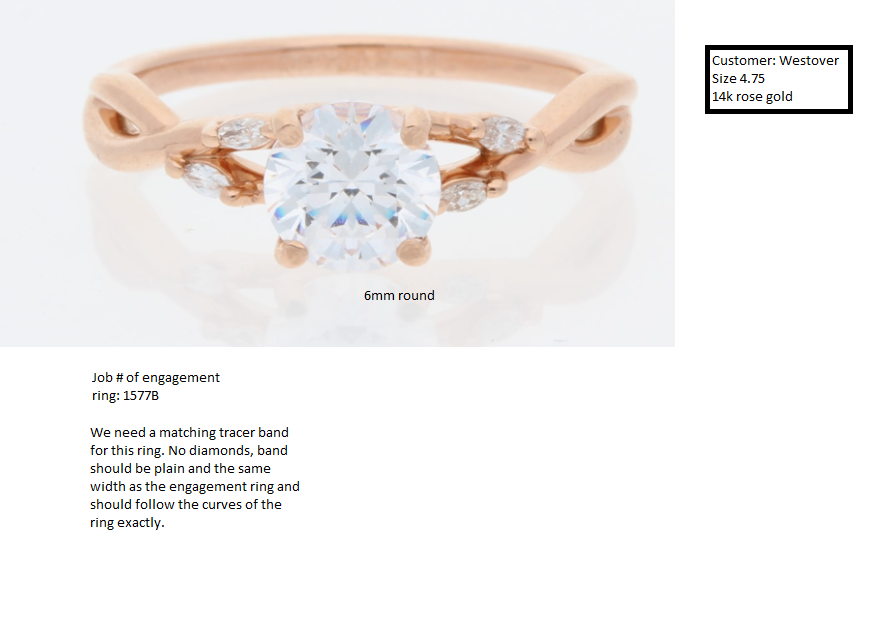 Customer: Westover
Size 4.75
14k rose gold
6mm round
Job # of engagement
ring: 1577B
We need a matching tracer band
for this ring. No diamonds, band
should be plain and the same
width as the engagement ring and
should follow the curves of the
ring exactly.